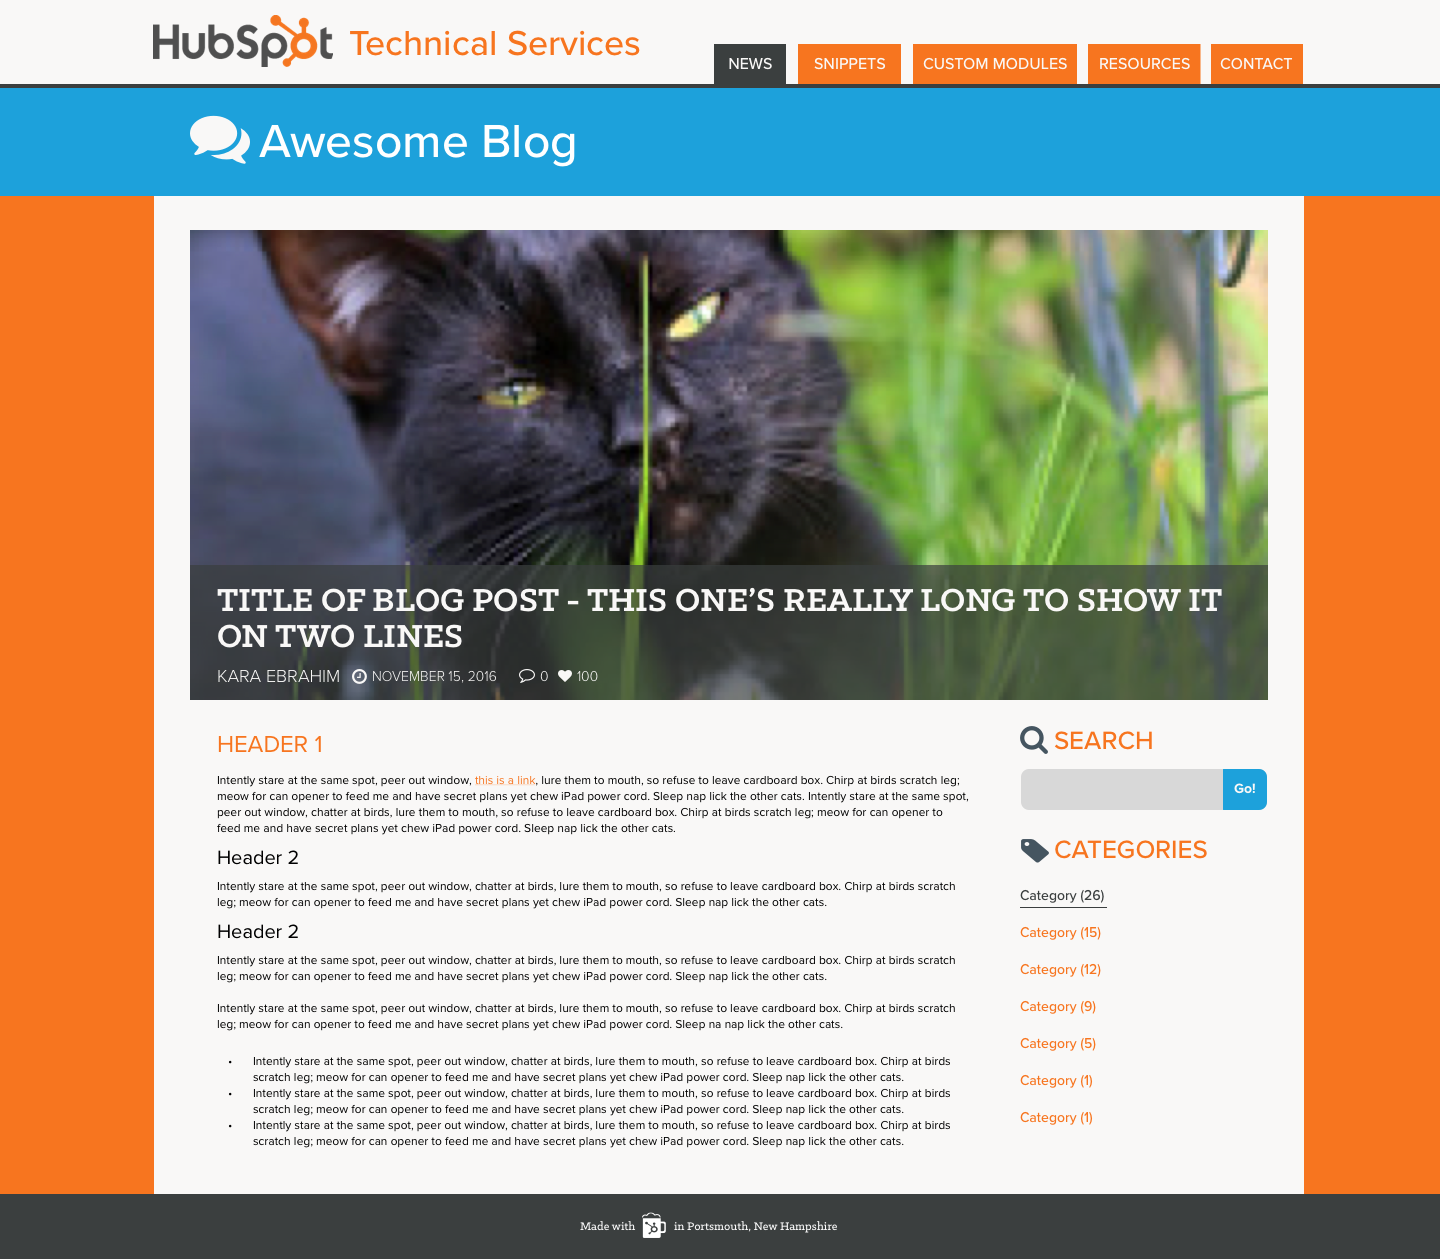 HubSpot Technical Services
NEWS SNIPPETS CUSTOM MODULES RESOURCES CONTACT
Awesome Blog
TITLE OF BLOG POST - THIS ONE'S REALLY LONG TO SHOW IT
ON TWO LINES
KARA EBRAHIM NOVEMBER 15, 2016 0 100
HEADER 1
Intently stare at the same spot, peer out window, this is a link, lure them to mouth, so refuse to leave cardboard box. Chirp at birds scratch leg;
meow for can opener to feed me and have secret plans yet chew iPad power cord. Sleep nap lick the other cats. Intently stare at the same spot,
peer out window, chatter at birds, lure them to mouth, so refuse to leave cardboard box. Chirp at birds scratch leg; meow for can opener to
feed me and have secret plans yet chew iPad power cord. Sleep nap lick the other cats.
Header 2
Intently stare at the same spot, peer out window, chatter at birds, lure them to mouth, so refuse to leave cardboard box. Chirp at birds scratch
leg; meow for can opener to feed me and have secret plans yet chew iPad power cord. Sleep nap lick the other cats.
Header 2
Intently stare at the same spot, peer out window, chatter at birds, lure them to mouth, so refuse to leave cardboard box. Chirp at birds scratch
leg; meow for can opener to feed me and have secret plans yet chew iPad power cord. Sleep nap lick the other cats.
Intently stare at the same spot, peer out window, chatter at birds, lure them to mouth, so refuse to leave cardboard box. Chirp at birds scratch
leg; meow for can opener to feed me and have secret plans yet chew iPad power cord. Sleep na nap lick the other cats.
• Intently stare at the same spot, peer out window, chatter at birds, lure them to mouth, so refuse to leave cardboard box. Chirp at birds
scratch leg; meow for can opener to feed me and have secret plans yet chew iPad power cord. Sleep nap lick the other cats.
• Intently stare at the same spot, peer out window, chatter at birds, lure them to mouth, so refuse to leave cardboard box. Chirp at birds
scratch leg; meow for can opener to feed me and have secret plans yet chew iPad power cord. Sleep nap lick the other cats.
• Intently stare at the same spot, peer out window, chatter at birds, lure them to mouth, so refuse to leave cardboard box. Chirp at birds
scratch leg; meow for can opener to feed me and have secret plans yet chew iPad power cord. Sleep nap lick the other cats.
SEARCH
Go!
CATEGORIES
Category (26)
Category (15)
Category (12)
Category (9)
Category (5)
Category (1)
Category (1)
Made with in Portsmouth, New Hampshire